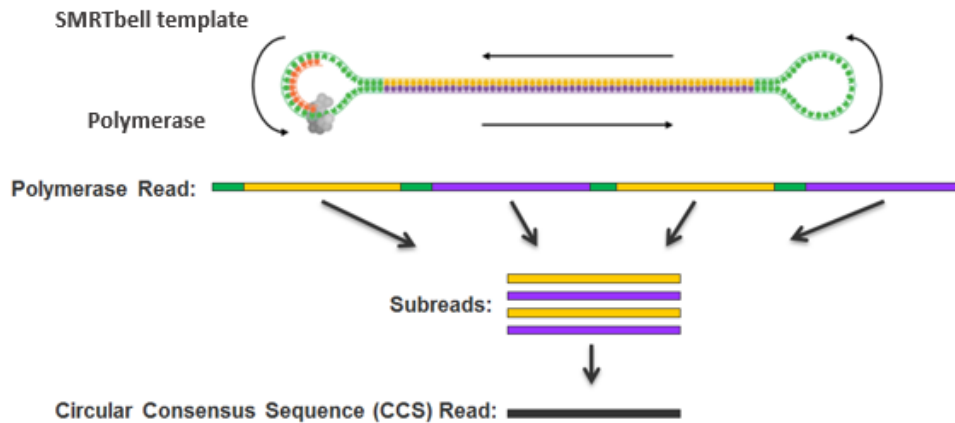 SMRTbell template
Polymerase
Polymerase Read:
Subreads:
Circular Consensus Sequence (CCS) Read: